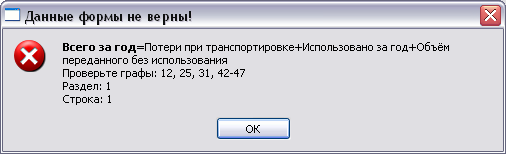 Данные формы не верны!
Всего за год=Потери при транспортировке+Использовано за год+Объём
переданного без использования
Проверьте графы: 12, 25, 31, 42-47
Раздел: 1
Строка: 1
OK